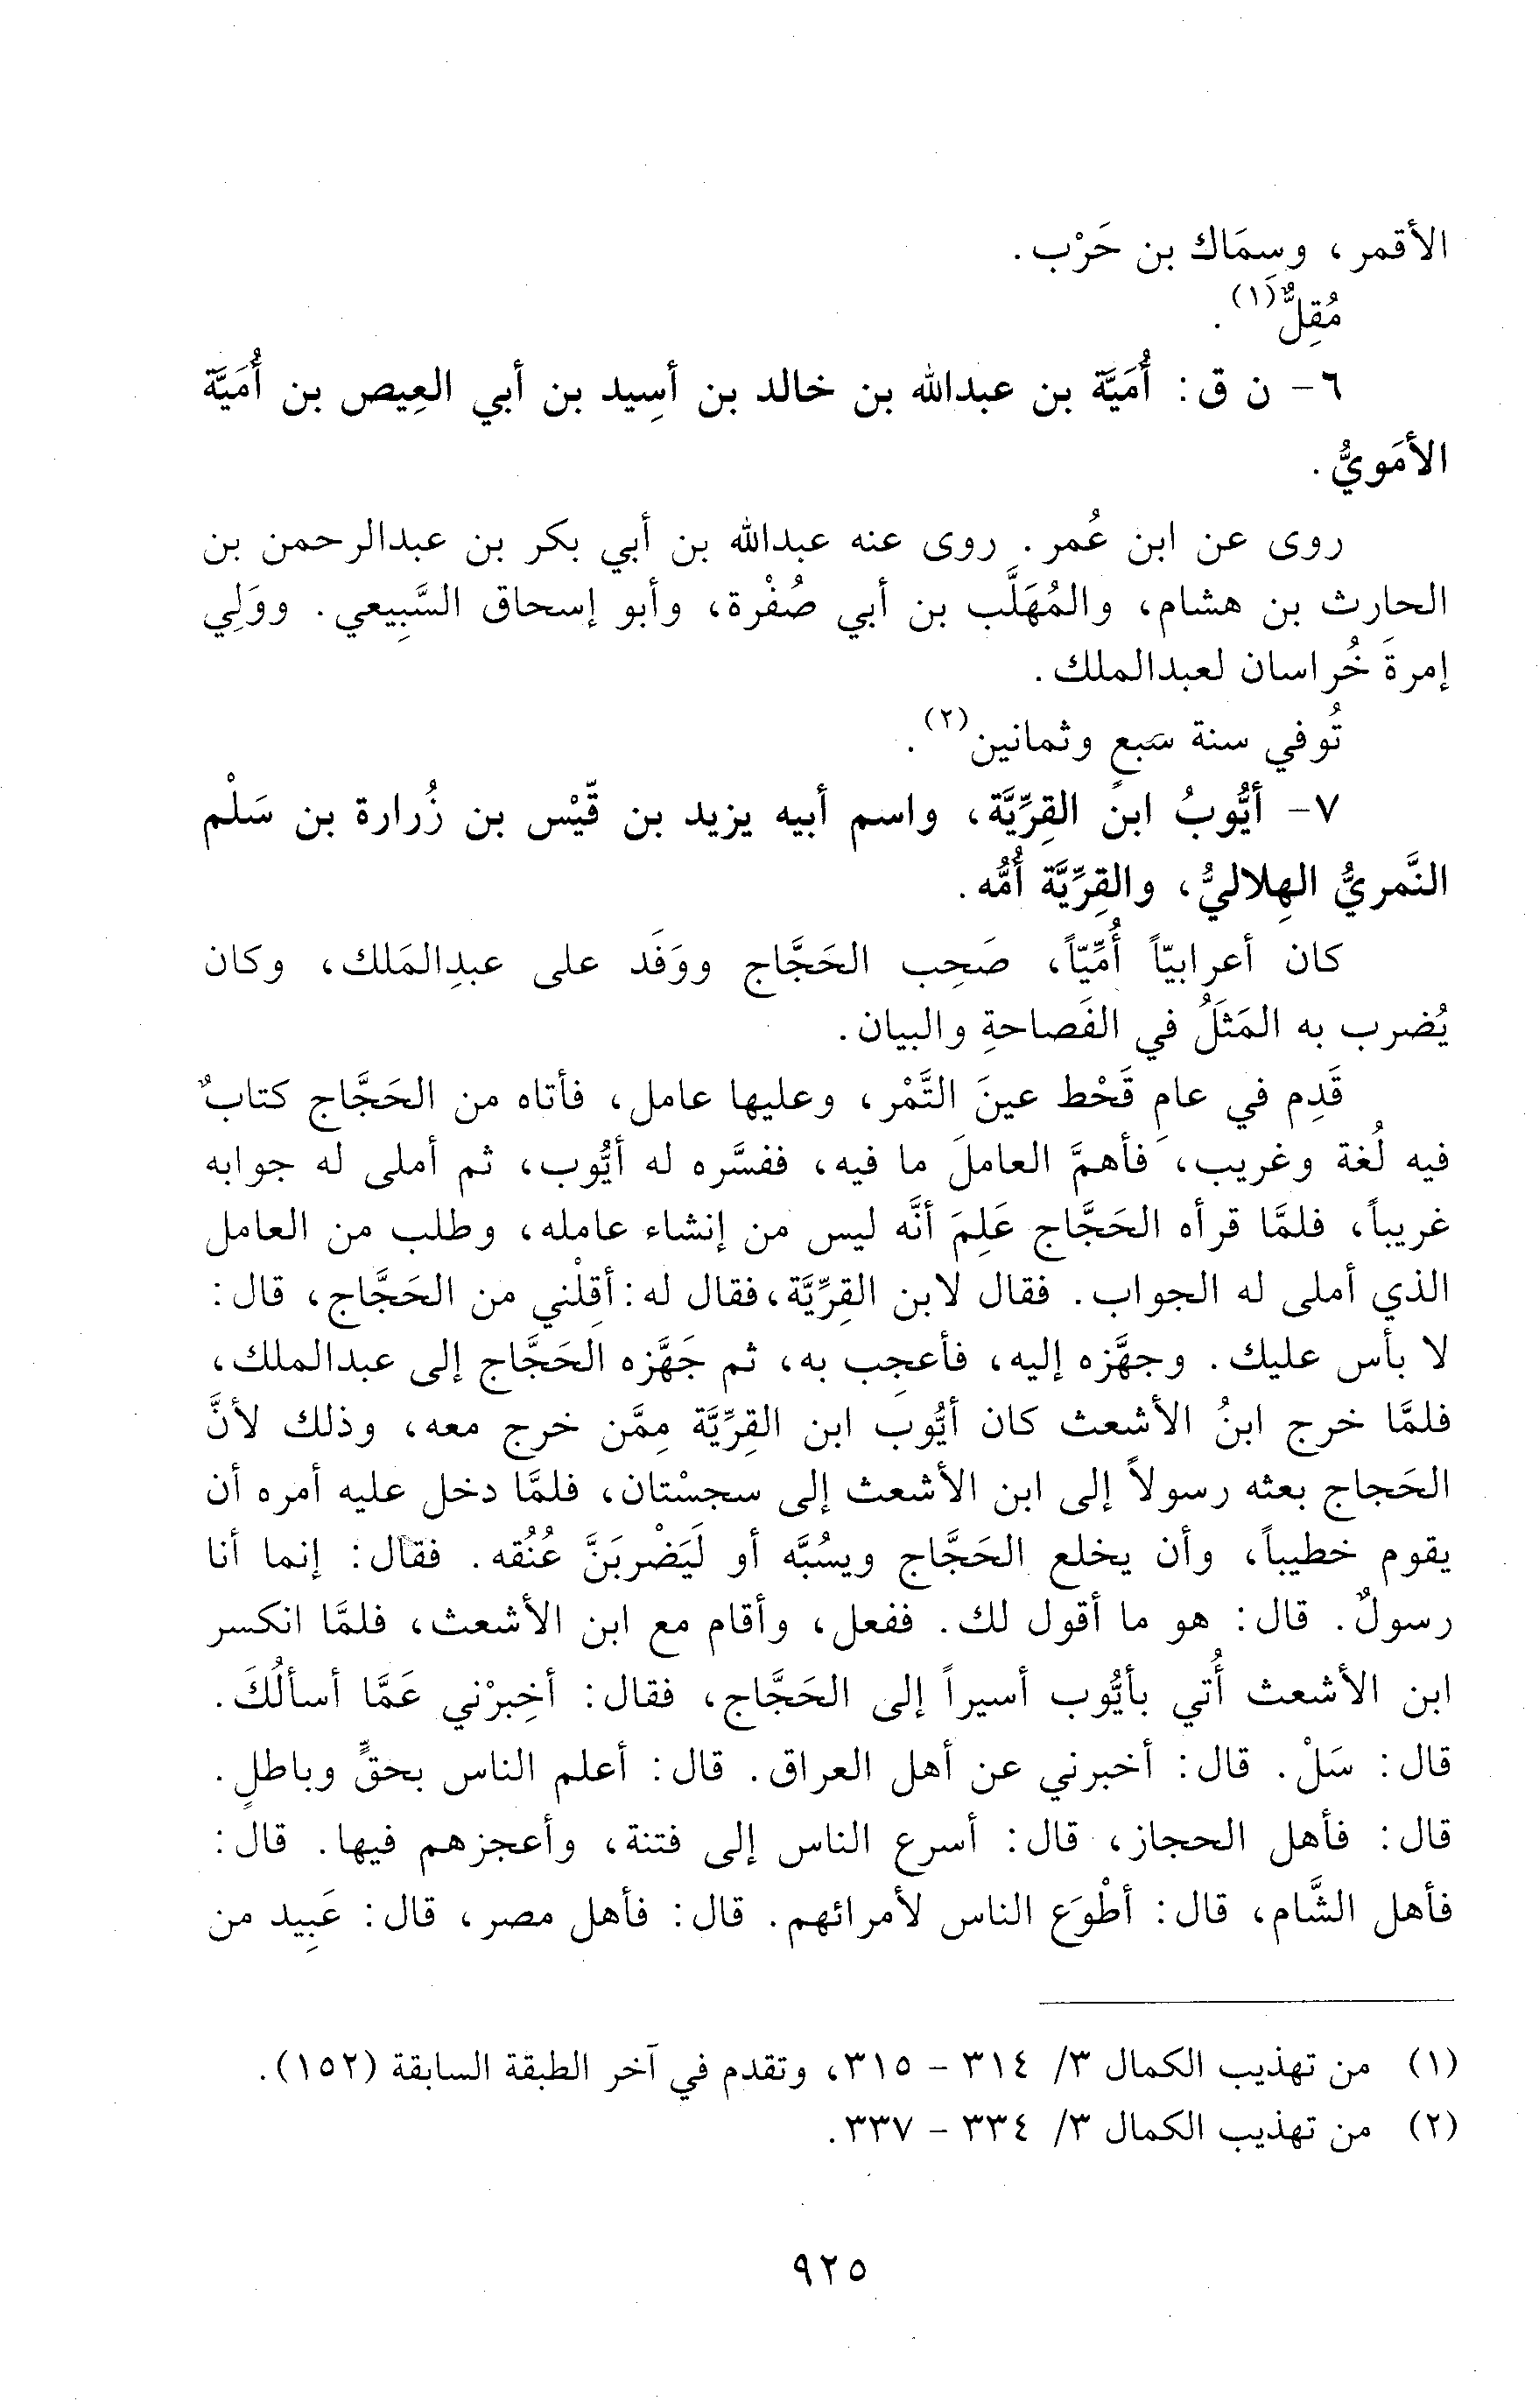 الأقمر، وسِمَاك بن حَرْب.
مُقِلٌّ(١).
٦- ن ق: أُمَيَّة بن عبدالله بن خالد بن أَسِيد بن أبي العِيص بن أُمَيَّة
الأمَويُّ.
روى عن ابن عُمر. روى عنه عبدالله بن أبي بكر بن عبدالرحمن بن
الحارث بن هشام، والمُهَلَّب بن أبي صُفْرة، وأبو إسحاق السَّبِيعي. ووَلِي
إمرةَ خُراسان لعبدالملك.
تُوفي سنة سَبعٍ وثمانين(٢).
٧- أيُّوبُ ابن القِرِّيَّة، واسم أبيه يزيد بن قَيْس بن زُرارة بن سَلْم
النَّمريُّ الهِلاليُّ، والقِرِّيَّة أُمُّه.
كان أعرابيّاً أُمِّيّاً، صَحِب الحَجَّاج ووَفَد على عبدِالمَلك، وكان
يُضرب به المَثَلُ في الفَصاحةِ والبيان.
قَدِم في عامِ قَحْط عينَ التَّمْر، وعليها عامل، فأتاه من الحَجَّاج كتابٌ
فيه لُغة وغريب، فأهمَّ العاملَ ما فيه، ففسَّره له أيُّوب، ثم أملى له جوابه
غريباً، فلمَّا قرأه الحَجَّاج عَلِمَ أنَّه ليس من إنشاء عامله، وطلب من العامل
الذي أملى له الجواب. فقال لابن القِرِّيَّة، فقال له: أقِلْني من الحَجَّاج، قال:
لا بأس عليك. وجهَّزه إليه، فأعجِب به، ثم جَهَّزه الحَجَّاج إلى عبدالملك،
فلمَّا خرج ابنُ الأشعث كان أيُّوب ابن القِرِّيَّة مِمَّن خرج معه، وذلك لأنَّ
الحَجاج بعثه رسولاً إلى ابن الأشعث إلى سجسْتان، فلمَّا دخل عليه أمره أن
يقوم خطيباً، وأن يخلع الحَجَّاج ويسُبَّه أو لَيَضْربَنَّ عُنُقه. فقال: إنما أنا
رسولٌ. قال: هو ما أقول لك. ففعل، وأقام مع ابن الأشعث، فلمَّا انكسر
ابن الأشعث أُتي بأيُّوب أسيراً إلى الحَجَّاج، فقال: أخِبرْني عَمَّا أسألُكَ.
قال: سَلْ. قال: أخبرني عن أهل العراق. قال: أعلم الناس بحقٍّ وباطلٍ.
قال: فأهل الحجاز، قال: أسرع الناس إلى فتنة، وأعجزهم فيها. قال:
فأهل الشَّام، قال: أطْوَع الناس لأمرائهم. قال: فأهل مصر، قال: عَبِيد من
(١) من تهذيب الكمال ٣/ ٣١٤ - ٣١٥، وتقدم في آخر الطبقة السابقة (١٥٢).
(٢) من تهذيب الكمال ٣/ ٣٣٤ - ٣٣٧.
٩٢٥